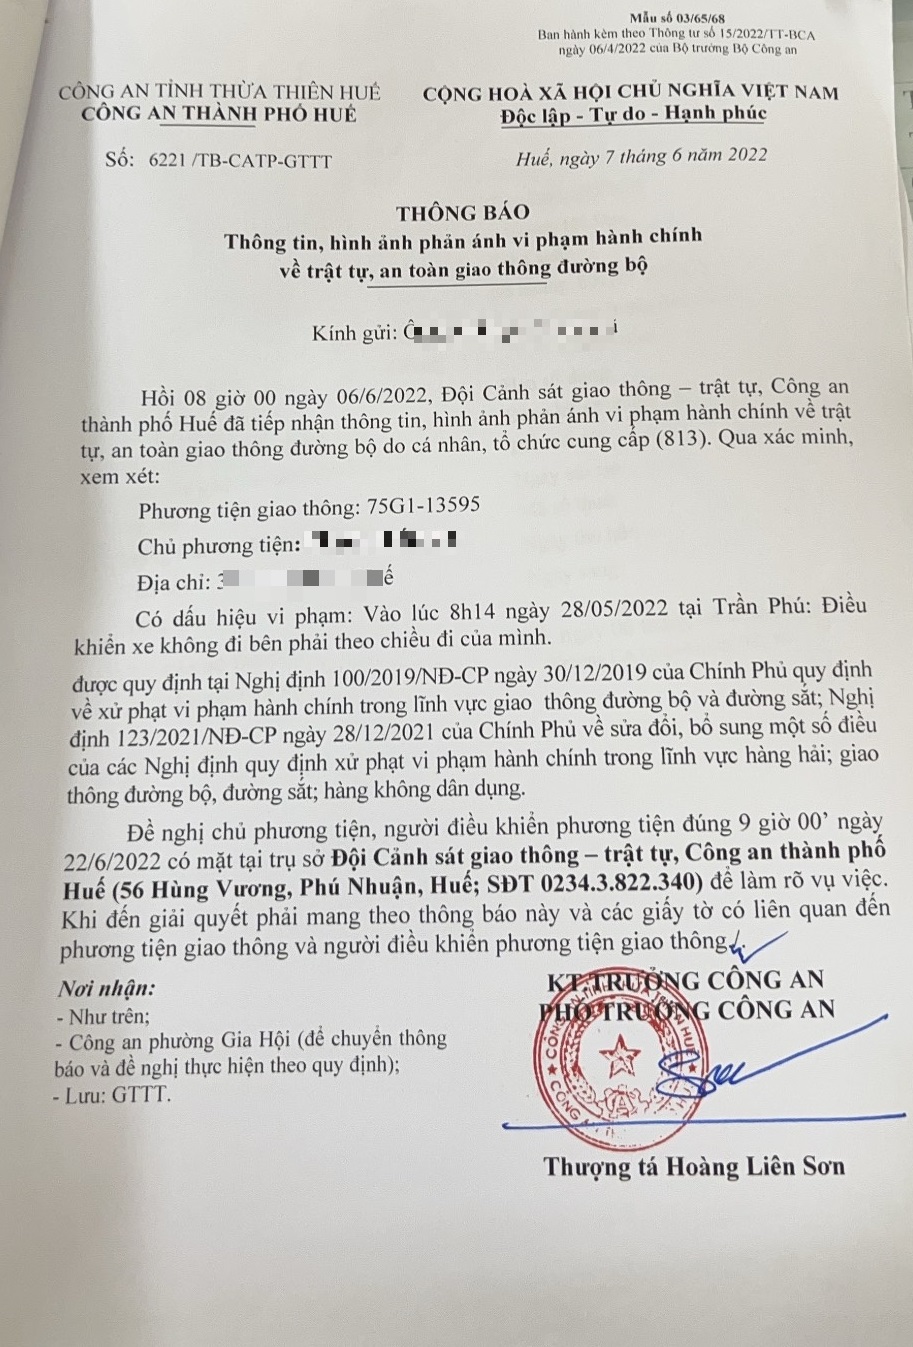 Mẫu số 03/65/68
Ban hành kèm theo Thông tư số 15/2022/TT-BCA
ngày 06/4/2022 của Bộ trưởng Bộ Công an
CÔNG AN TỈNH THỪA THIÊN HUẾ
CÔNG AN THÀNH PHỐ HUẾ
CỘNG HOÀ XÃ HỘI CHỦ NGHĨA VIỆT NAM
Độc lập - Tự do - Hạnh phúc
Số: 6221 /TB-CATP-GTTT
Huế, ngày 7 tháng 6 năm 2022
THÔNG BÁO
Thông tin, hình ảnh phản ánh vi phạm hành chính
về trật tự, an toàn giao thông đường bộ
Kính gửi:
Hồi 08 giờ 00 ngày 06/6/2022, Đội Cảnh sát giao thông – trật tự, Công an
thành phố Huế đã tiếp nhận thông tin, hình ảnh phản ánh vi phạm hành chính về trật
tự, an toàn giao thông đường bộ do cá nhân, tổ chức cung cấp (813). Qua xác minh,
xem xét:
Phương tiện giao thông: 75G1-13595
Chủ phương tiện:
Địa chỉ:
Có dấu hiệu vi phạm: Vào lúc 8h14 ngày 28/05/2022 tại Trần Phú: Điều
khiển xe không đi bên phải theo chiều đi của mình.
được quy định tại Nghị định 100/2019/NĐ-CP ngày 30/12/2019 của Chính Phủ quy định
về xử phạt vi phạm hành chính trong lĩnh vực giao thông đường bộ và đường sắt; Nghị
định 123/2021/NĐ-CP ngày 28/12/2021 của Chính Phủ về sửa đổi, bổ sung một số điều
của các Nghị định quy định xử phạt vi phạm hành chính trong lĩnh vực hàng hải; giao
thông đường bộ, đường sắt; hàng không dân dụng.
Đề nghị chủ phương tiện, người điều khiển phương tiện đúng 9 giờ 00’ ngày
22/6/2022 có mặt tại trụ sở Đội Cảnh sát giao thông – trật tự, Công an thành phố
Huế (56 Hùng Vương, Phú Nhuận, Huế; SĐT 0234.3.822.340) để làm rõ vụ việc.
Khi đến giải quyết phải mang theo thông báo này và các giấy tờ có liên quan đến
phương tiện giao thông và người điều khiển phương tiện giao thông./.
Nơi nhận:
- Như trên;
- Công an phường Gia Hội (để chuyển thông
báo và đề nghị thực hiện theo quy định);
- Lưu: GTTT.
KT.TRƯỞNG CÔNG AN
PHÓ TRƯỞNG CÔNG AN
Thượng tá Hoàng Liên Sơn